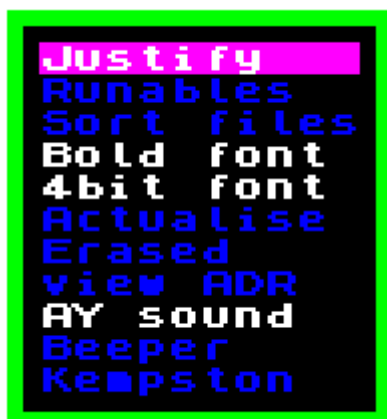 Justify
Runables
Sort files
Bold font
4bit font
Actualise
Erased
view ADR
AY sound
Beeper
Kempston